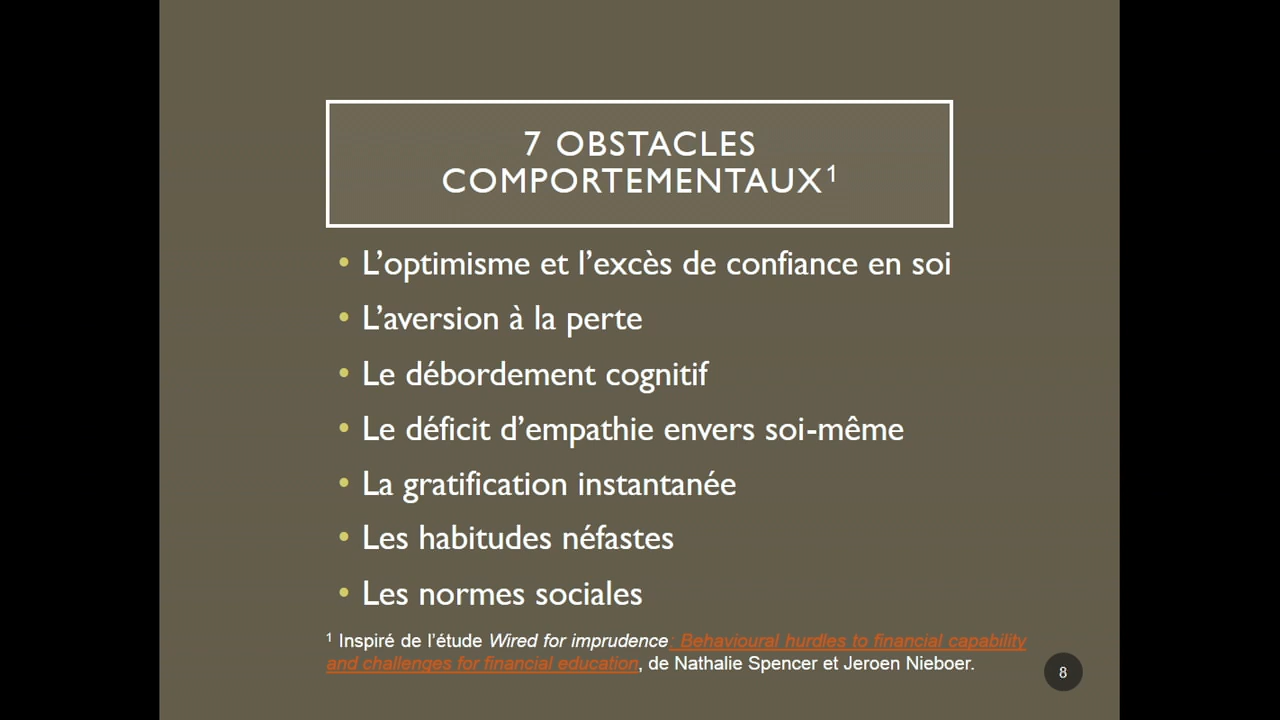 7 OBSTACLES
COMPORTEMENTAUX¹
• L’optimisme et l’excès de confiance en soi
• L’aversion à la perte
• Le débordement cognitif
• Le déficit d’empathie envers soi-même
• La gratification instantanée
• Les habitudes néfastes
• Les normes sociales
¹ Inspiré de l’étude Wired for imprudence: Behavioural hurdles to financial capability
and challenges for financial education, de Nathalie Spencer et Jeroen Nieboer.
8